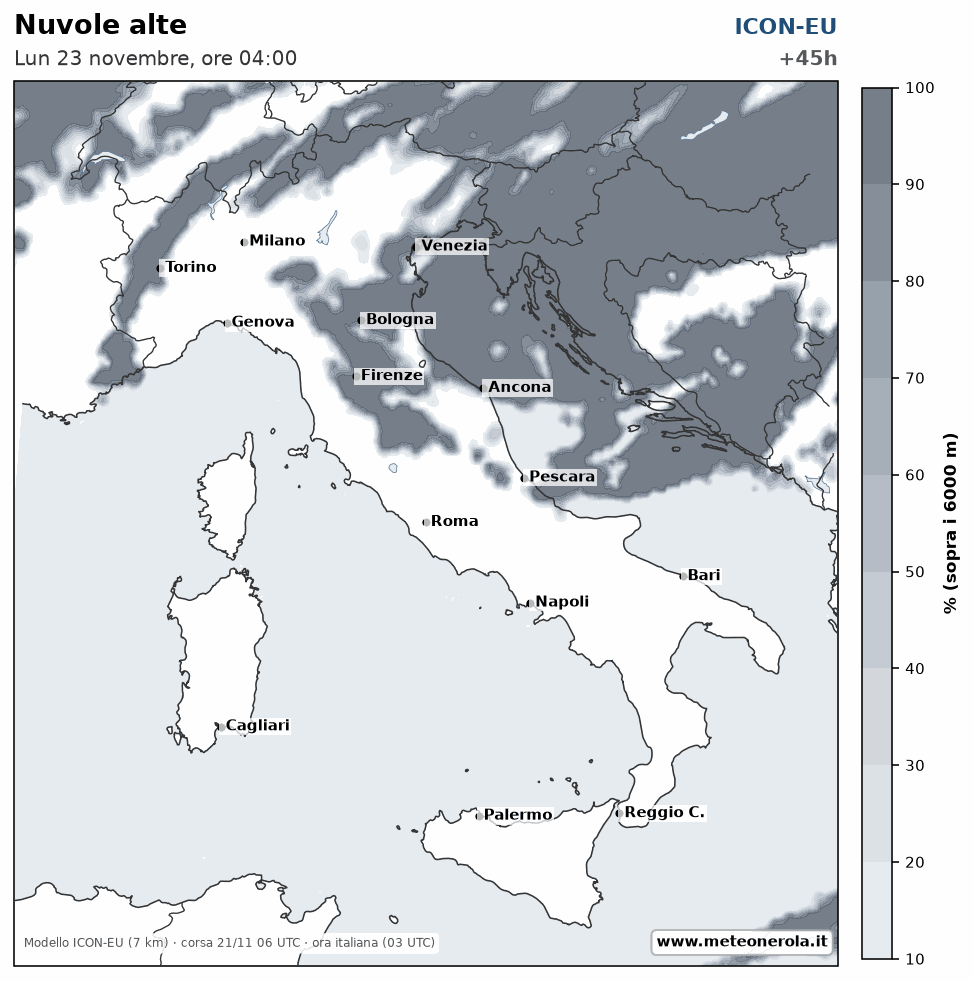 Nuvole alte
ICON-EU
Lun 23 novembre, ore 04:00
+45h
100
90
80
70
60
50
40
30
20
10
% (sopra i 6000 m)
Milano
Venezia
Torino
Genova
Bologna
Firenze
Ancona
Pescara
Roma
Bari
Napoli
Cagliari
Palermo
Reggio C.
Modello ICON-EU (7 km) · corsa 21/11 06 UTC · ora italiana (03 UTC)
www.meteonerola.it